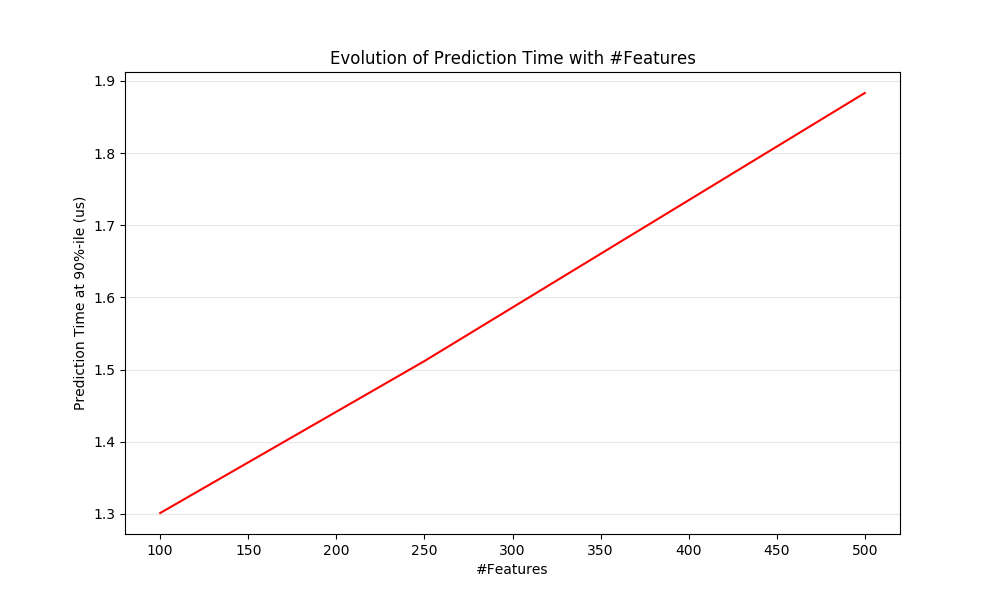 Evolution of Prediction Time with #Features
Prediction Time at 90%-ile (us)
1.9
1.8
1.7
1.6
1.5
1.4
1.3
100 150 200 250 300 350 400 450 500
#Features